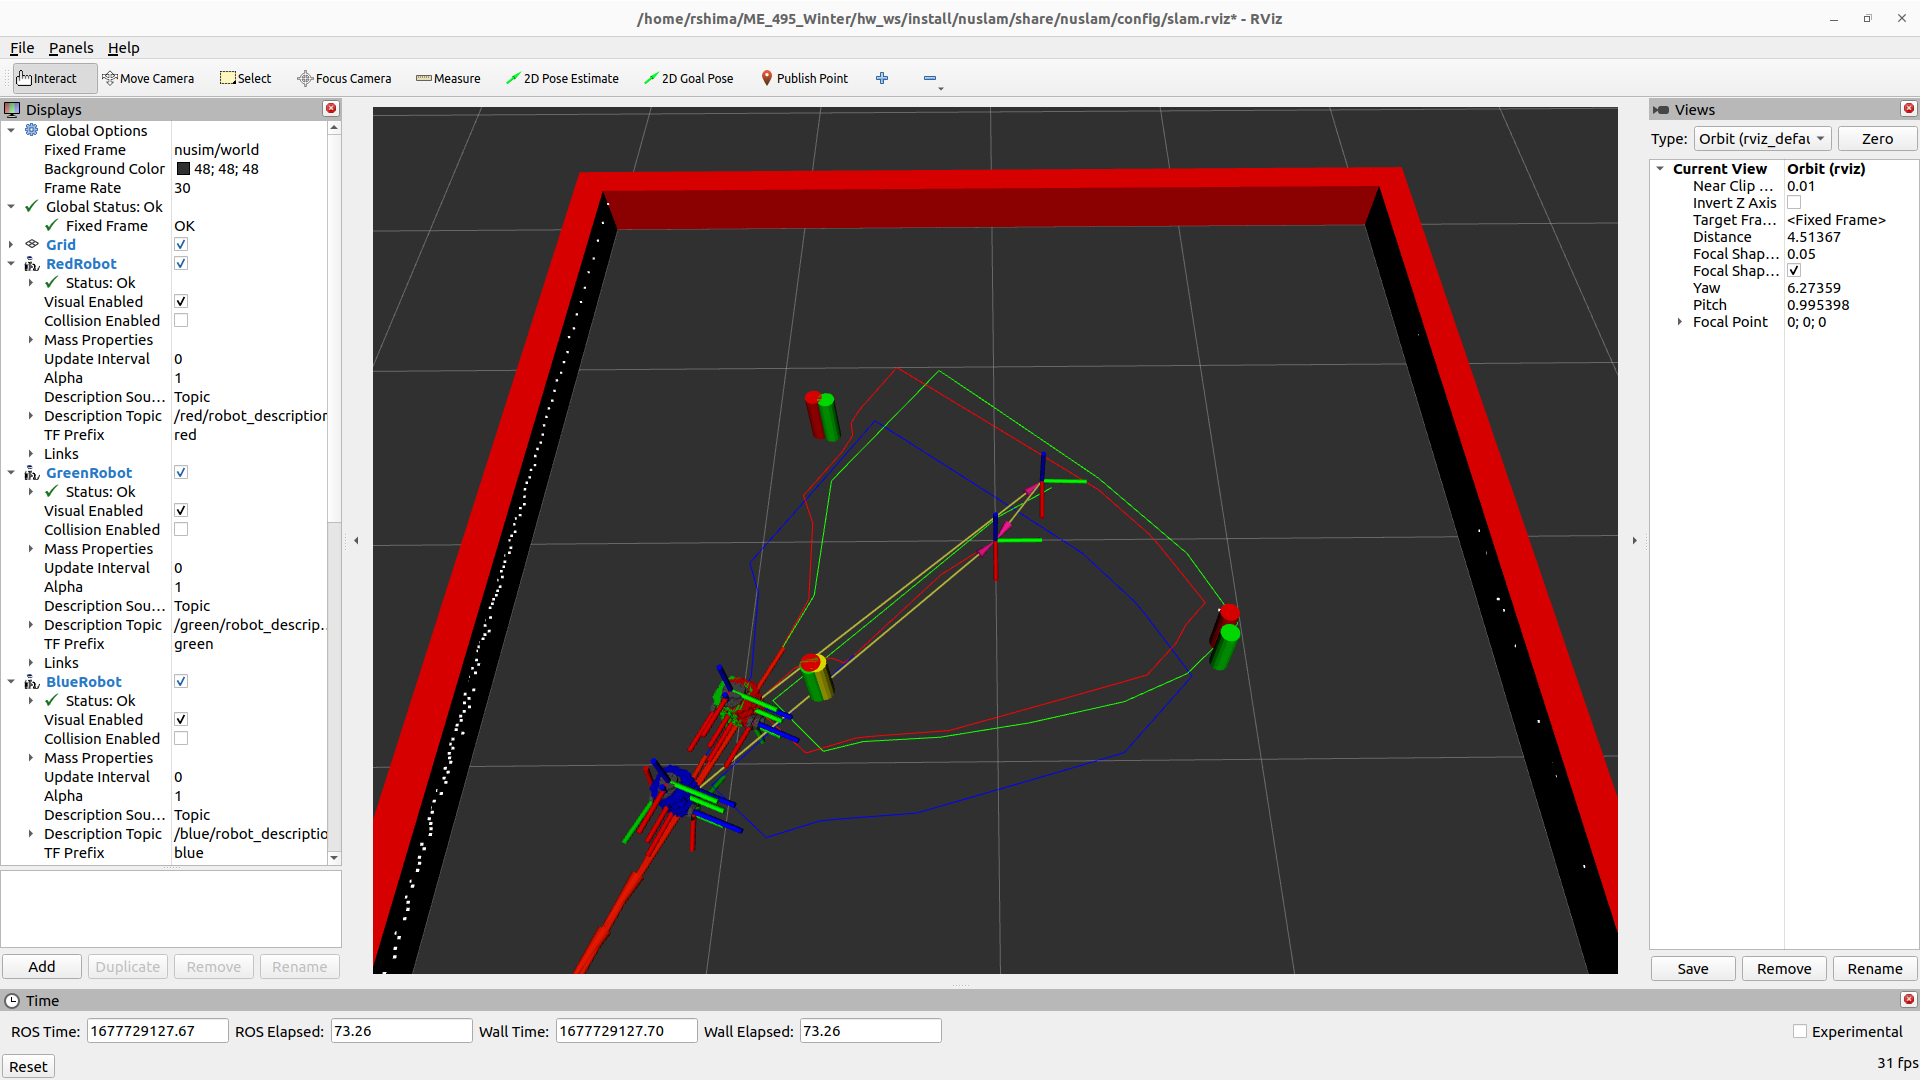 /home/rshima/ME_495_Winter/hw_ws/install/nuslam/share/nuslam/config/slam.rviz* - RViz
File Panels Help
Interact Move Camera Select Focus Camera Measure 2D Pose Estimate 2D Goal Pose Publish Point
Displays
Global Options
Fixed Frame nusim/world
Background Color 48; 48; 48
Frame Rate 30
Global Status: Ok
Fixed Frame OK
Grid
RedRobot
Status: Ok
Visual Enabled
Collision Enabled
Mass Properties
Update Interval 0
Alpha 1
Description Sou... Topic
Description Topic /red/robot_description
TF Prefix red
Links
GreenRobot
Status: Ok
Visual Enabled
Collision Enabled
Mass Properties
Update Interval 0
Alpha 1
Description Sou... Topic
Description Topic /green/robot_descrip...
TF Prefix green
Links
BlueRobot
Status: Ok
Visual Enabled
Collision Enabled
Mass Properties
Update Interval 0
Alpha 1
Description Sou... Topic
Description Topic /blue/robot_descriptio
TF Prefix blue
Add Duplicate Remove Rename
Views
Type: Orbit (rviz_defau Zero
Current View Orbit (rviz)
Near Clip ... 0.01
Invert Z Axis
Target Fra... <Fixed Frame>
Distance 4.51367
Focal Shap... 0.05
Focal Shap...
Yaw 6.27359
Pitch 0.995398
Focal Point 0; 0; 0
Save Remove Rename
Time
ROS Time: 1677729127.67 ROS Elapsed: 73.26 Wall Time: 1677729127.70 Wall Elapsed: 73.26 Experimental
Reset 31 fps